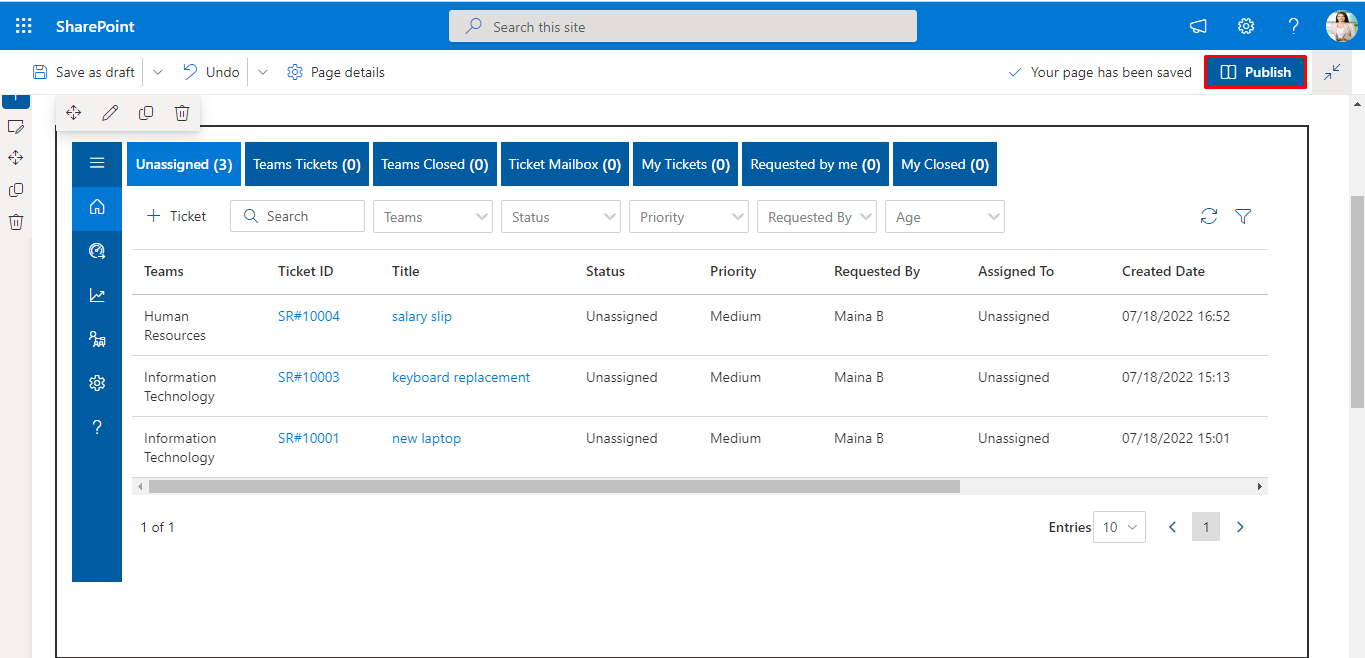 SharePoint
Search this site
?
Save as draft
Undo
Page details
Your page has been saved
Publish
Unassigned (3)
Teams Tickets (0)
Teams Closed (0)
Ticket Mailbox (0)
My Tickets (0)
Requested by me (0)
My Closed (0)
+ Ticket
Search
Teams
Status
Priority
Requested By
Age
Teams Ticket ID Title Status Priority Requested By Assigned To Created Date
Human SR#10004 salary slip Unassigned Medium Maina B Unassigned 07/18/2022 16:52
Resources
Information SR#10003 keyboard replacement Unassigned Medium Maina B Unassigned 07/18/2022 15:13
Technology
Information SR#10001 new laptop Unassigned Medium Maina B Unassigned 07/18/2022 15:01
Technology
?
1 of 1
Entries 10
1